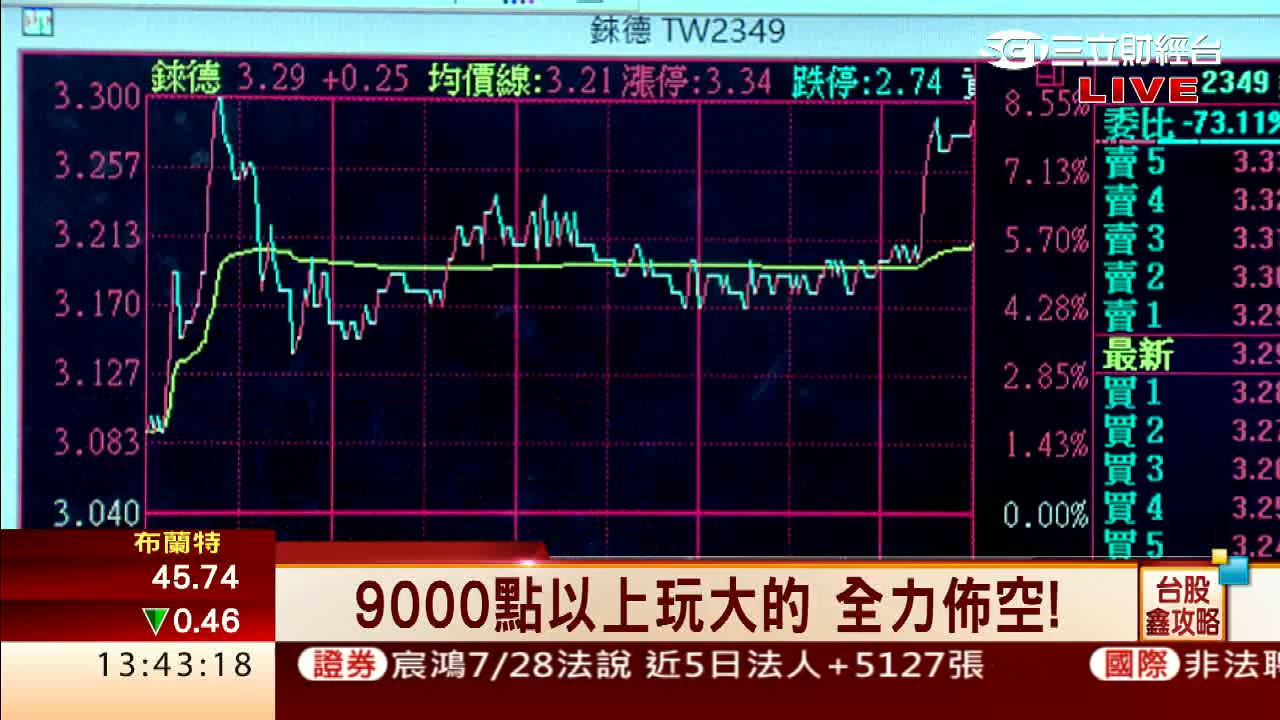 錸德 TW2349
三立財經台
LIVE
錸德 3.29 +0.25 均價線:3.21 漲停:3.34 跌停:2.74
2349
3.300
3.257
3.213
3.170
3.127
3.083
3.040
8.55%
7.13%
5.70%
4.28%
2.85%
1.43%
0.00%
委比 -73.11%
賣5
賣4
賣3
賣2
賣1
最新
買1
買2
買3
買4
買5
布蘭特
45.74
▼0.46
13:43:18
9000點以上玩大的 全力佈空!
台股
鑫攻略
證券 宸鴻7/28法說 近5日法人+5127張
國際 非法